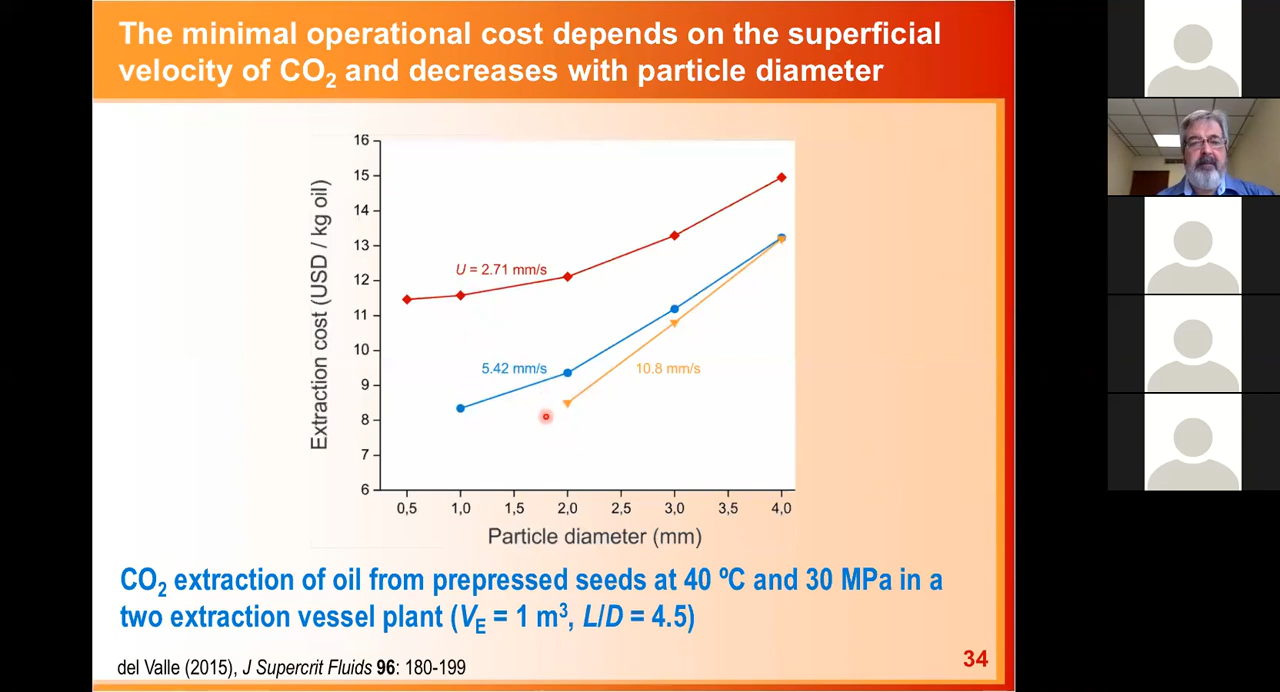 The minimal operational cost depends on the superficial
velocity of CO2 and decreases with particle diameter
16
15
14
13
12
11
10
9
8
7
6
Extraction cost (USD / kg oil)
U = 2.71 mm/s
5.42 mm/s
10.8 mm/s
0,5 1,0 1,5 2,0 2,5 3,0 3,5 4,0
Particle diameter (mm)
CO2 extraction of oil from prepressed seeds at 40 ºC and 30 MPa in a
two extraction vessel plant (VE = 1 m3, L/D = 4.5)
del Valle (2015), J Supercrit Fluids 96: 180-199
34